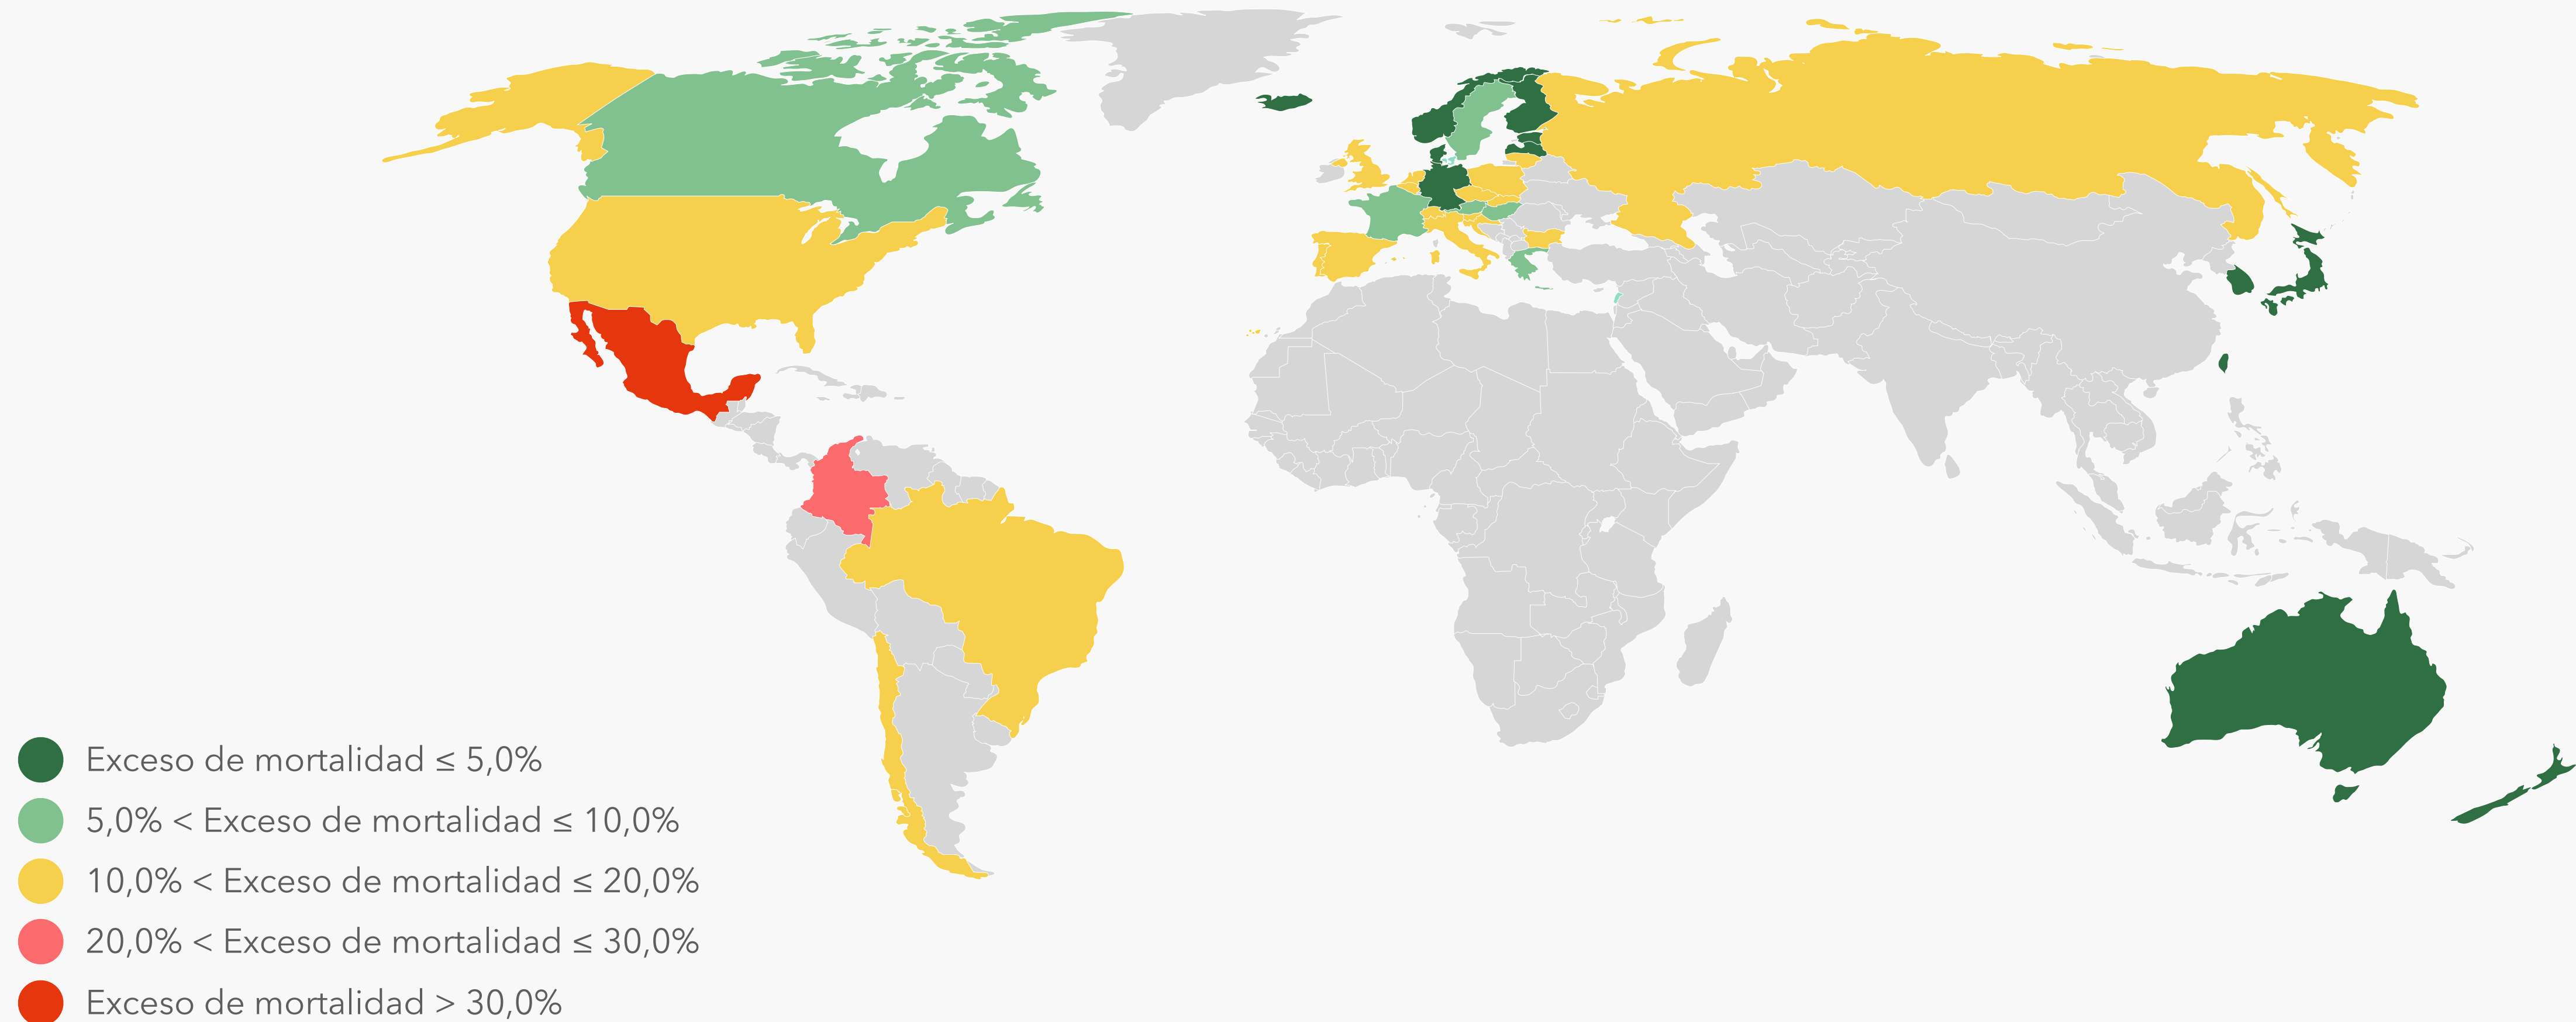 Exceso de mortalidad ≤ 5,0%
5,0% < Exceso de mortalidad ≤ 10,0%
10,0% < Exceso de mortalidad ≤ 20,0%
20,0% < Exceso de mortalidad ≤ 30,0%
Exceso de mortalidad > 30,0%